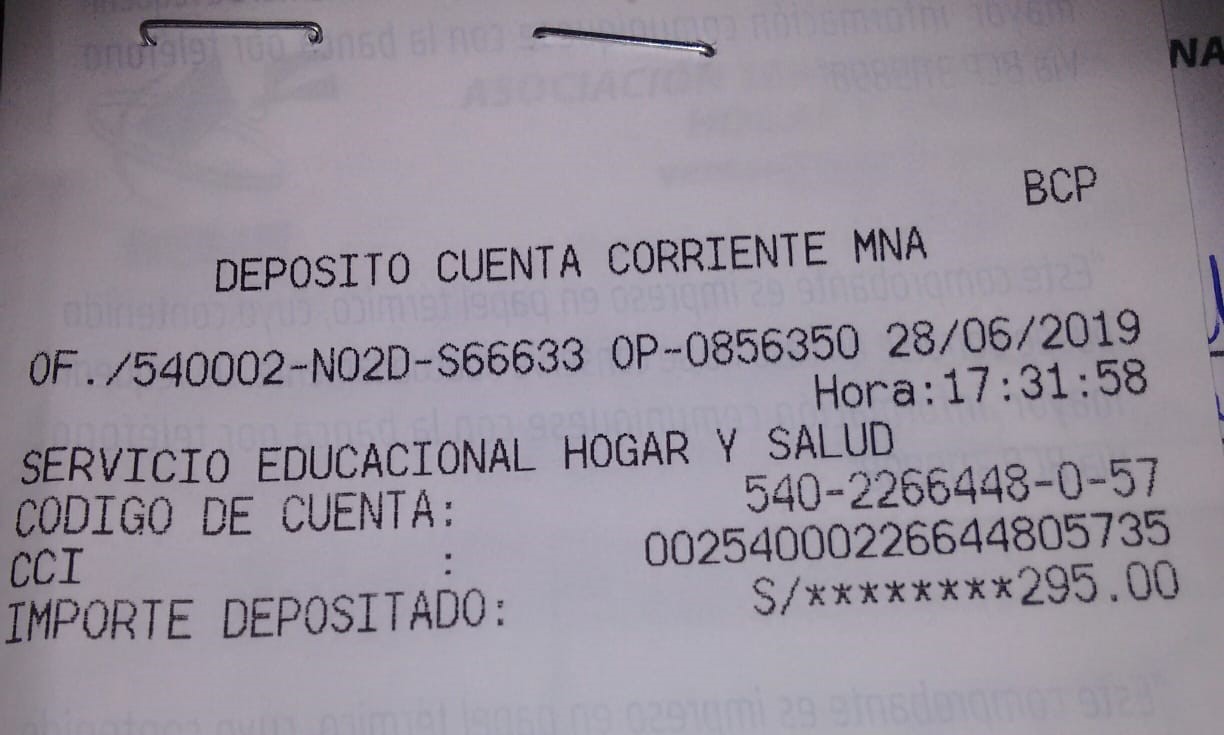 NA
BCP
DEPOSITO CUENTA CORRIENTE MNA
OF./540002-N02D-S66633 OP-0856350 28/06/2019
Hora:17:31:58
SERVICIO EDUCACIONAL HOGAR Y SALUD
CODIGO DE CUENTA: 540-2266448-0-57
CCI : 00254000226644805735
IMPORTE DEPOSITADO: S/********295.00